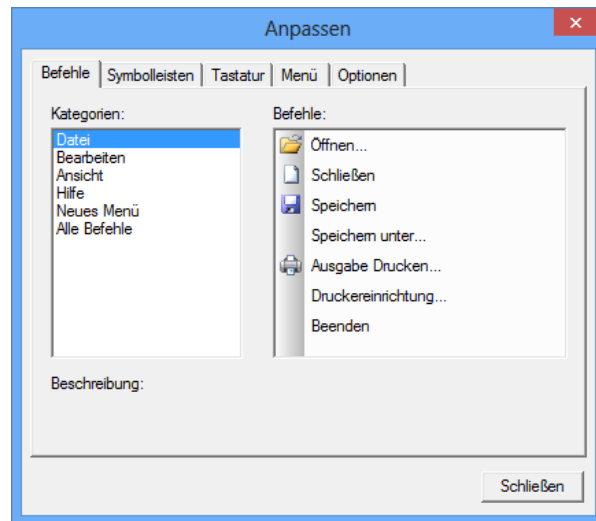 Anpassen
Befehle Symbolleisten Tastatur Menü Optionen
Kategorien:
Datei
Bearbeiten
Ansicht
Hilfe
Neues Menü
Alle Befehle
Befehle:
Öffnen...
Schließen
Speichern
Speichern unter...
Ausgabe Drucken...
Druckereinrichtung...
Beenden
Beschreibung:
Schließen